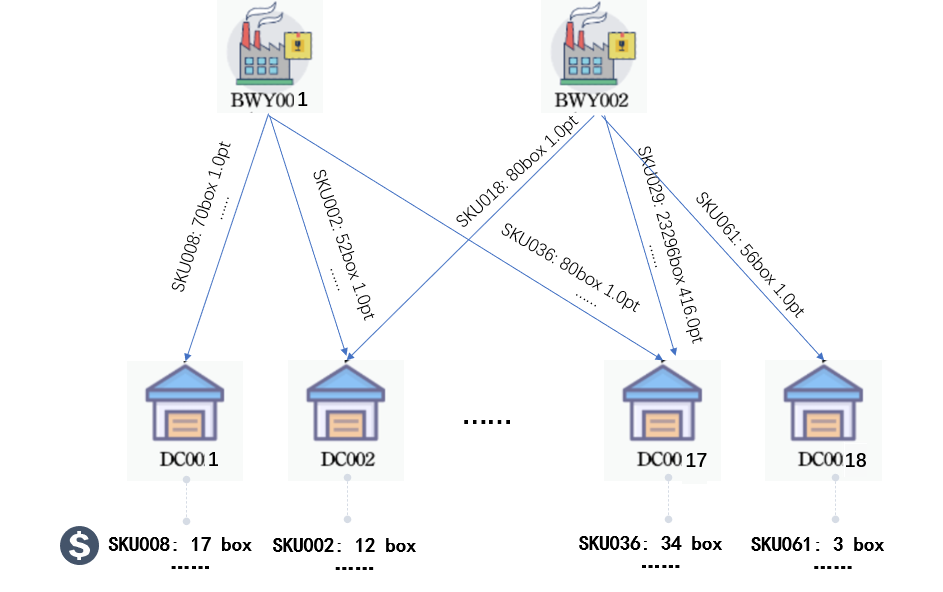 BWY001
BWY002
SKU008: 70box 1.0pt
......
SKU002: 52box 1.0pt
......
SKU018: 80box 1.0pt
SKU036: 80box 1.0pt
......
SKU029: 23296box 416.0pt
......
SKU061: 56box 1.0pt
......
DC001
DC002
DC0017
DC0018
$
SKU008: 17 box
SKU002: 12 box
SKU036: 34 box
SKU061: 3 box
......
......
......
......